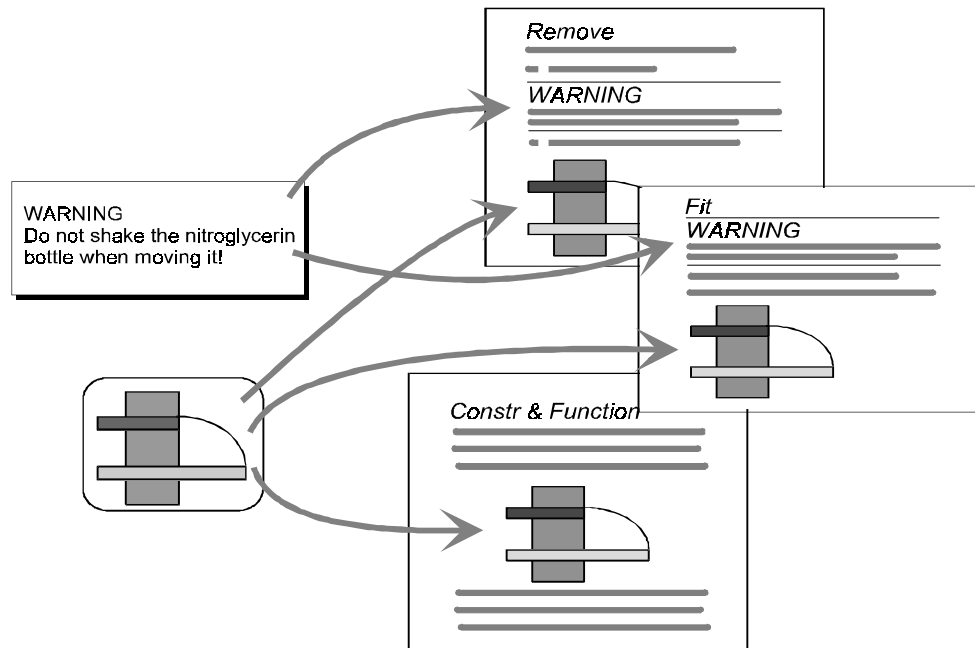 Remove
WARNING
WARNING
Do not shake the nitroglycerin
bottle when moving it!
Fit
WARNING
Constr & Function